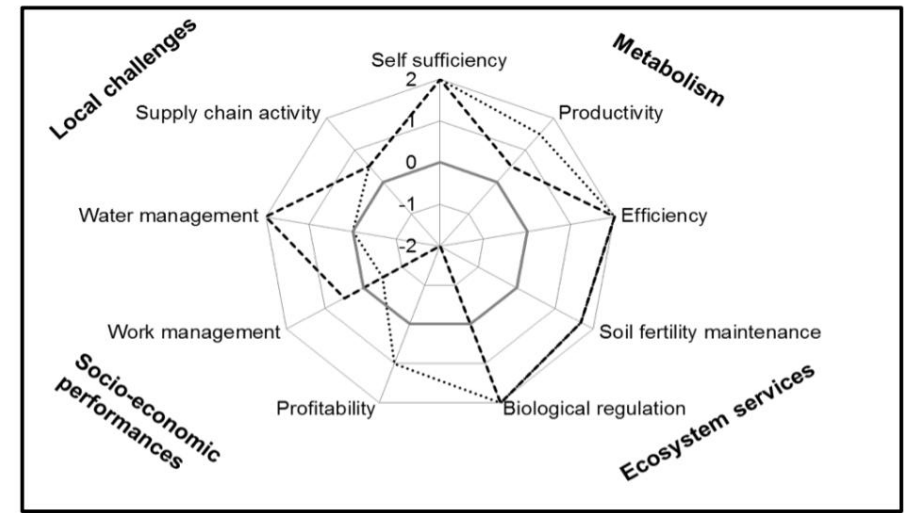 Local challenges
Metabolism
Self sufficiency
2
Supply chain activity
1
Productivity
0
Water management
-1
Efficiency
-2
Work management
Soil fertility maintenance
Profitability
Biological regulation
Socio-economic
performances
Ecosystem services